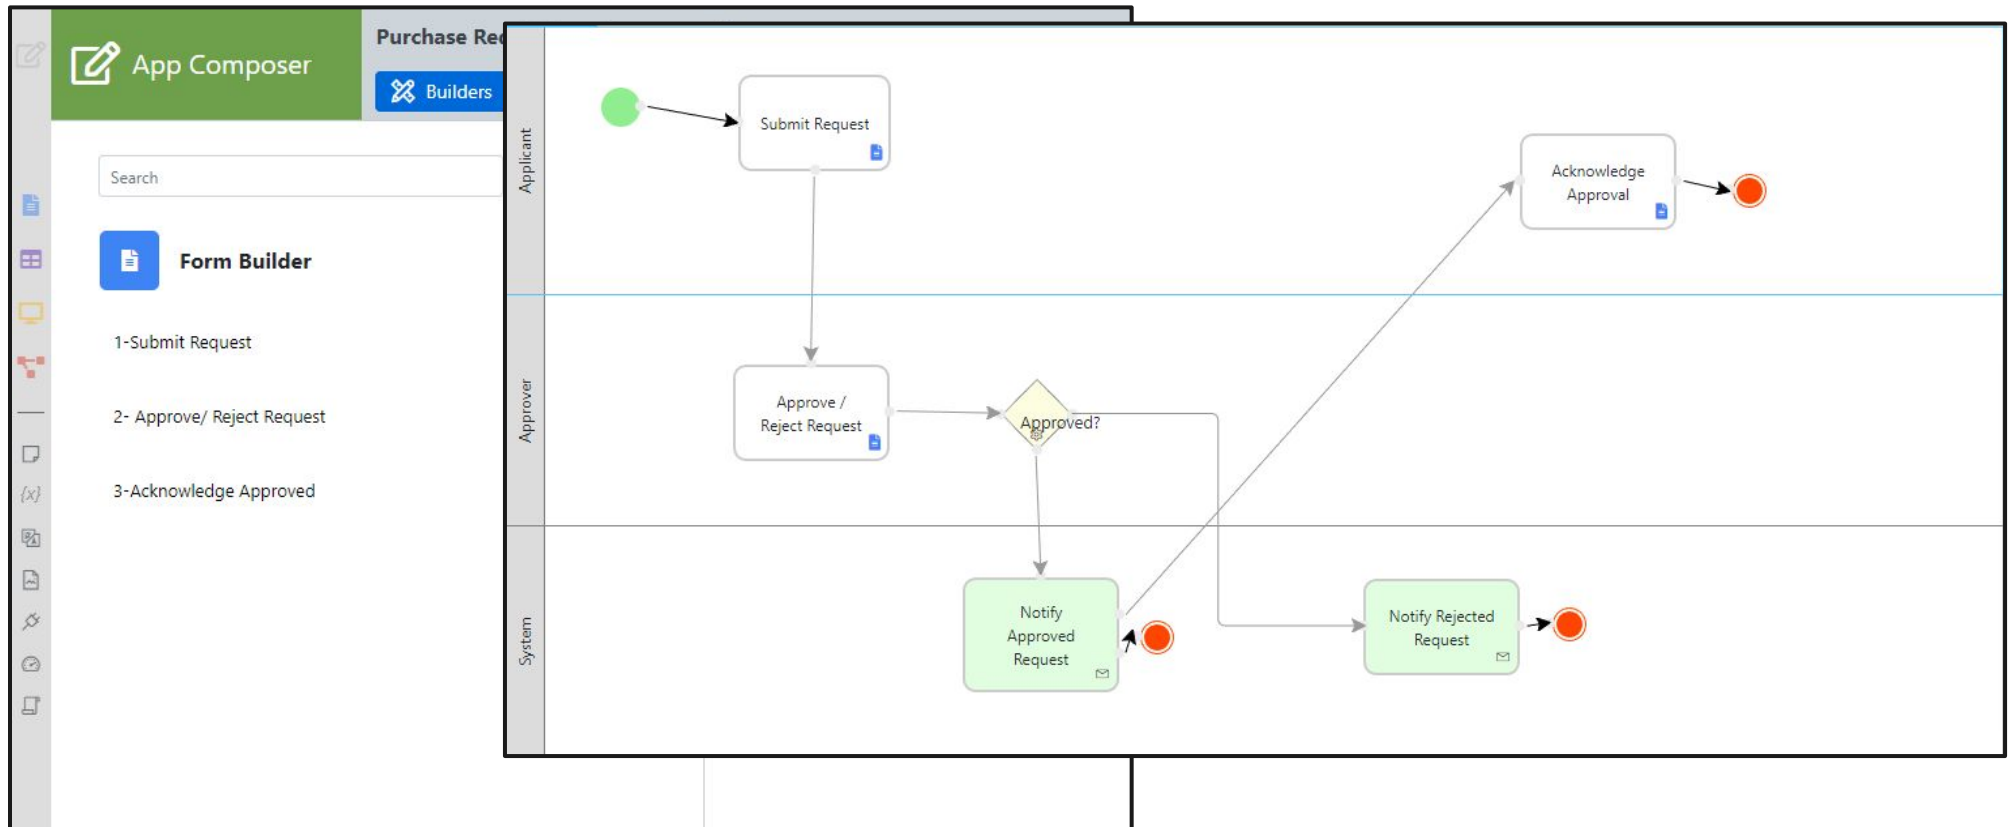 App Composer
Purchase Rec
Builders
Search
Form Builder
1-Submit Request
2- Approve/ Reject Request
3-Acknowledge Approved
{x}
Applicant
Submit Request
Acknowledge
Approval
Approver
Approve /
Reject Request
Approved?
System
Notify
Approved
Request
Notify Rejected
Request